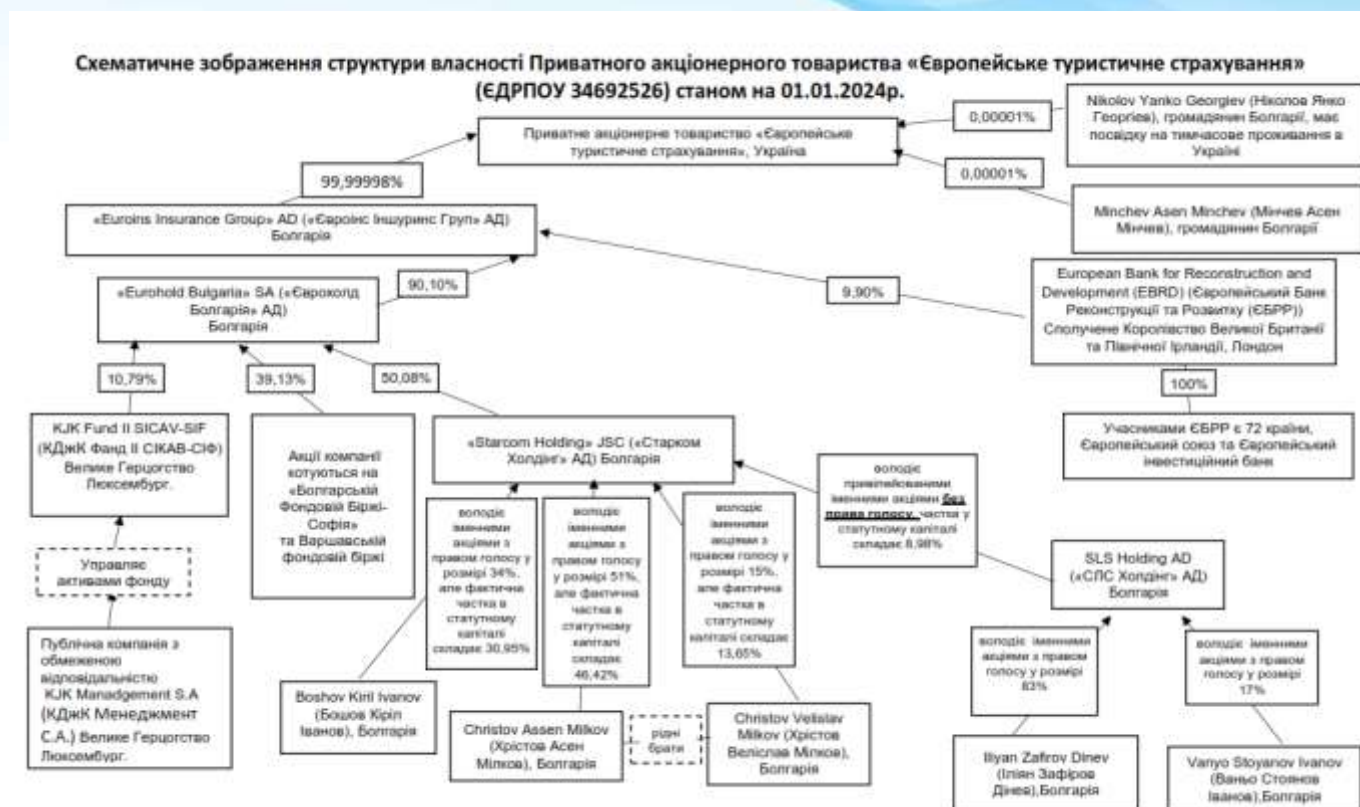 Схематичне зображення структури власності Приватного акціонерного товариства «Європейське туристичне страхування»
(ЄДРПОУ 34692526) станом на 01.01.2024р.
Приватне акціонерне товариство «Європейське
туристичне страхування», Україна
0,00001%
Nikolov Yanko Georgiev (Ніколов Янко
Георгієв), громадянин Болгарії, має
посвідку на тимчасове проживання в
Україні
99,99998%
0,00001%
Minchev Asen Minchev (Мінчев Асен
Мінчев), громадянин Болгарії
«Euroins Insurance Group» AD («Євроінс Іншуринс Груп» АД)
Болгарія
90,10%
9,90%
«Eurohold Bulgaria» SA («Єврохолд
Болгарія» АД)
Болгарія
European Bank for Reconstruction and
Development (EBRD) (Європейський Банк
Реконструкції та Розвитку (ЄБРР))
Сполучене Королівство Великої Британії
та Північної Ірландії, Лондон
10,79%
39,13%
50,08%
100%
KJK Fund II SICAV-SIF
(КДжК Фанд II СІКАВ-СІФ)
Велике Герцогство
Люксембург.
Акції компанії
котуються на
«Болгарській
Фондовій Біржі-
Софія»
та Варшавській
фондовій біржі
«Starcom Holding» JSC («Старком
Холдінг» АД) Болгарія
Учасниками ЄБРР є 72 країни,
Європейський союз та Європейський
інвестиційний банк
володіє
привілейованими
іменними акціями без
права голосу, частка у
статутному капіталі
складає 8,98%
володіє
іменними
акціями з
правом голосу у
розмірі 34%,
але фактична
частка в
статутному
капіталі
складає 30,95%
володіє
іменними
акціями з
правом голосу
у розмірі 51%,
але фактична
частка в
статутному
капіталі
складає
46,42%
володіє
іменними
акціями з
правом голосу у
розмірі 15%,
але фактична
частка в
статутному
капіталі складає
13,65%
Управляє
активами фонду
SLS Holding AD
(«СЛС Холдінг» АД)
Болгарія
Публічна компанія з
обмеженою
відповідальністю
KJK Manadgement S.A
(КДжК Менеджмент
С.А.) Велике Герцогство
Люксембург.
володіє іменними
акціями з правом
голосу у розмірі
83%
володіє іменними
акціями з правом
голосу у розмірі
17%
Boshov Kiril Ivanov
(Бошов Кіріл
Іванов), Болгарія
Christov Assen Milkov
(Хрістов Асен
Мілков), Болгарія
рідні
брати
Christov Velislav
Milkov (Хрістов
Веліслав Мілков),
Болгарія
Iliyan Zafirov Dinev
(Іліян Зафіров
Дінев),Болгарія
Vanyo Stoyanov Ivanov
(Ваньо Стоянов
Іванов),Болгарія